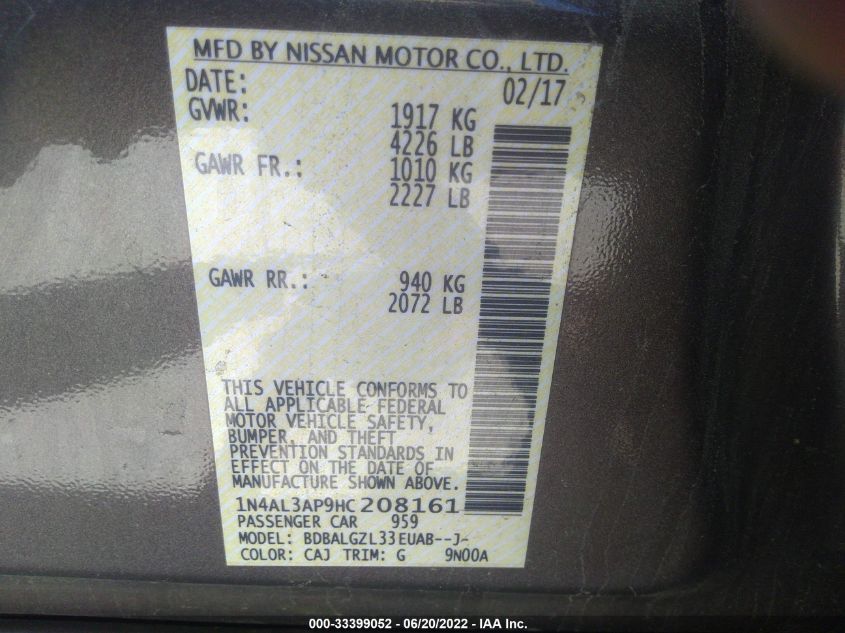 MFD BY NISSAN MOTOR CO., LTD.
DATE: 02/17
GVWR: 1917 KG
4226 LB
GAWR FR.: 1010 KG
2227 LB
GAWR RR.: 940 KG
2072 LB
THIS VEHICLE CONFORMS TO
ALL APPLICABLE FEDERAL
MOTOR VEHICLE SAFETY,
BUMPER, AND THEFT
PREVENTION STANDARDS IN
EFFECT ON THE DATE OF
MANUFACTURE SHOWN ABOVE.
1N4AL3AP9HC208161
PASSENGER CAR 959
MODEL: BDBALGZL33EUAB--J-
COLOR: CAJ TRIM: G 9N00A
000-33399052 - 06/20/2022 - IAA Inc.